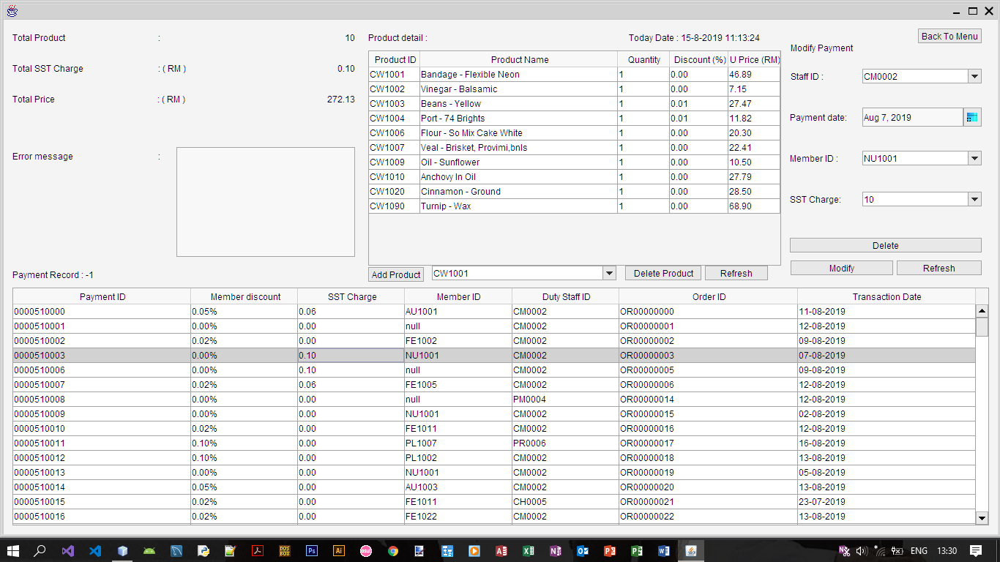 Total Product : 10
Total SST Charge : ( RM ) 0.10
Total Price : ( RM ) 272.13
Error message :
Product detail : Today Date : 15-8-2019 11:13:24
Product ID Product Name Quantity Discount (%) U Price (RM)
CW1001 Bandage - Flexible Neon 1 0.00 46.89
CW1002 Vinegar - Balsamic 1 0.00 7.15
CW1003 Beans - Yellow 1 0.01 27.47
CW1004 Port - 74 Brights 1 0.01 11.82
CW1006 Flour - So Mix Cake White 1 0.00 20.30
CW1007 Veal - Brisket, Provimi,bnls 1 0.00 22.41
CW1009 Oil - Sunflower 1 0.00 10.50
CW1010 Anchovy In Oil 1 0.00 27.79
CW1020 Cinnamon - Ground 1 0.00 28.50
CW1090 Turnip - Wax 1 0.00 68.90
Add Product CW1001 Delete Product Refresh
Back To Menu
Modify Payment
Staff ID : CM0002
Payment date: Aug 7, 2019
Member ID : NU1001
SST Charge: 10
Delete
Modify Refresh
Payment Record : -1
Payment ID Member discount SST Charge Member ID Duty Staff ID Order ID Transaction Date
0000510000 0.05% 0.06 AU1001 CM0002 OR00000000 11-08-2019
0000510001 0.00% 0.00 null CM0002 OR00000001 12-08-2019
0000510002 0.02% 0.00 FE1002 CM0002 OR00000002 09-08-2019
0000510003 0.00% 0.10 NU1001 CM0002 OR00000003 07-08-2019
0000510006 0.00% 0.10 null CM0002 OR00000005 09-08-2019
0000510007 0.02% 0.06 FE1005 CM0002 OR00000006 12-08-2019
0000510008 0.00% 0.00 null PM0004 OR00000014 12-08-2019
0000510009 0.00% 0.00 NU1001 CM0002 OR00000015 02-08-2019
0000510010 0.02% 0.00 FE1011 CM0002 OR00000016 12-08-2019
0000510011 0.10% 0.00 PL1007 PR0006 OR00000017 16-08-2019
0000510012 0.10% 0.00 PL1002 CM0002 OR00000018 13-08-2019
0000510013 0.00% 0.00 NU1001 CM0002 OR00000019 05-08-2019
0000510014 0.05% 0.00 AU1003 CM0002 OR00000020 13-08-2019
0000510015 0.02% 0.00 FE1011 CH0005 OR00000021 23-07-2019
0000510016 0.02% 0.00 FE1022 CM0002 OR00000022 13-08-2019
DOS BOX Ps Ai osu! ENG 13:30